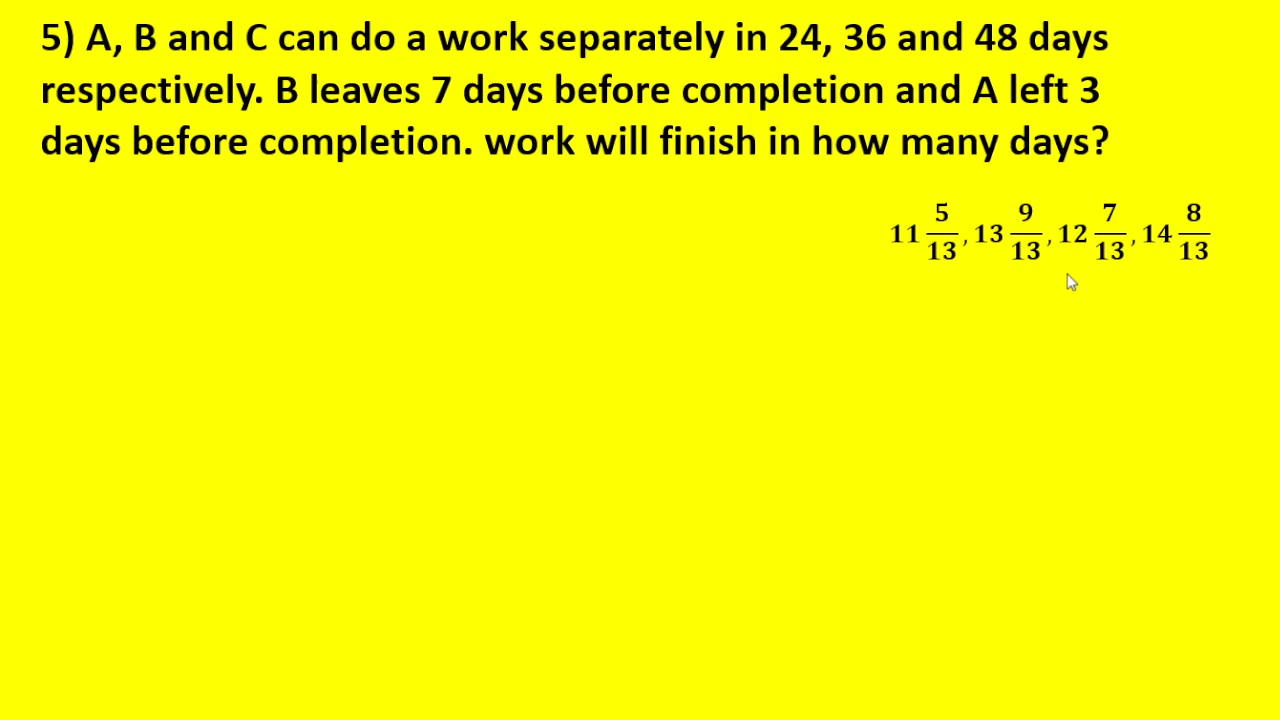 5) A, B and C can do a work separately in 24, 36 and 48 days
respectively. B leaves 7 days before completion and A left 3
days before completion. work will finish in how many days?
11 5/13, 13 9/13, 12 7/13, 14 8/13